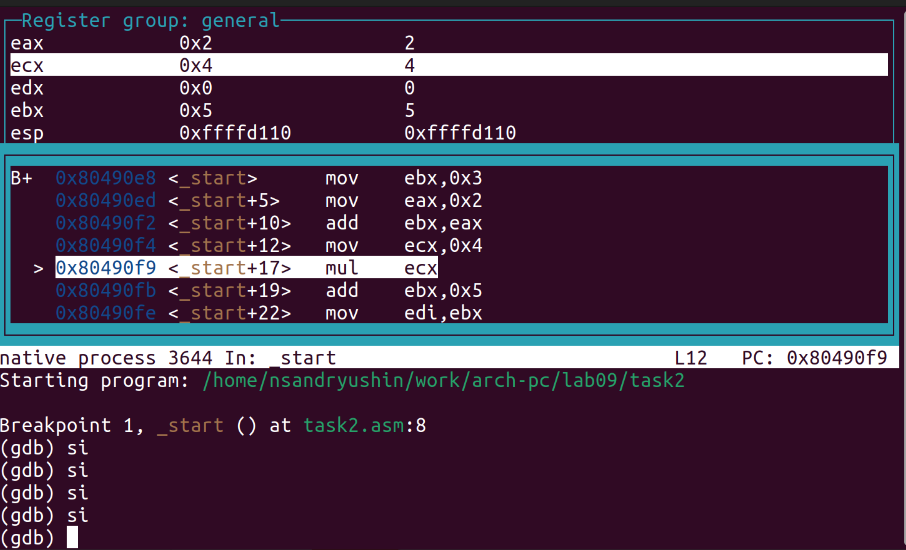 Register group: general
eax 0x2 2
ecx 0x4 4
edx 0x0 0
ebx 0x5 5
esp 0xffffd110 0xffffd110
B+ 0x80490e8 <_start> mov ebx,0x3
0x80490ed <_start+5> mov eax,0x2
0x80490f2 <_start+10> add ebx,eax
0x80490f4 <_start+12> mov ecx,0x4
> 0x80490f9 <_start+17> mul ecx
0x80490fb <_start+19> add ebx,0x5
0x80490fe <_start+22> mov edi,ebx
native process 3644 In: _start L12 PC: 0x80490f9
Starting program: /home/nsandryushin/work/arch-pc/lab09/task2
Breakpoint 1, _start () at task2.asm:8
(gdb) si
(gdb) si
(gdb) si
(gdb) si
(gdb)